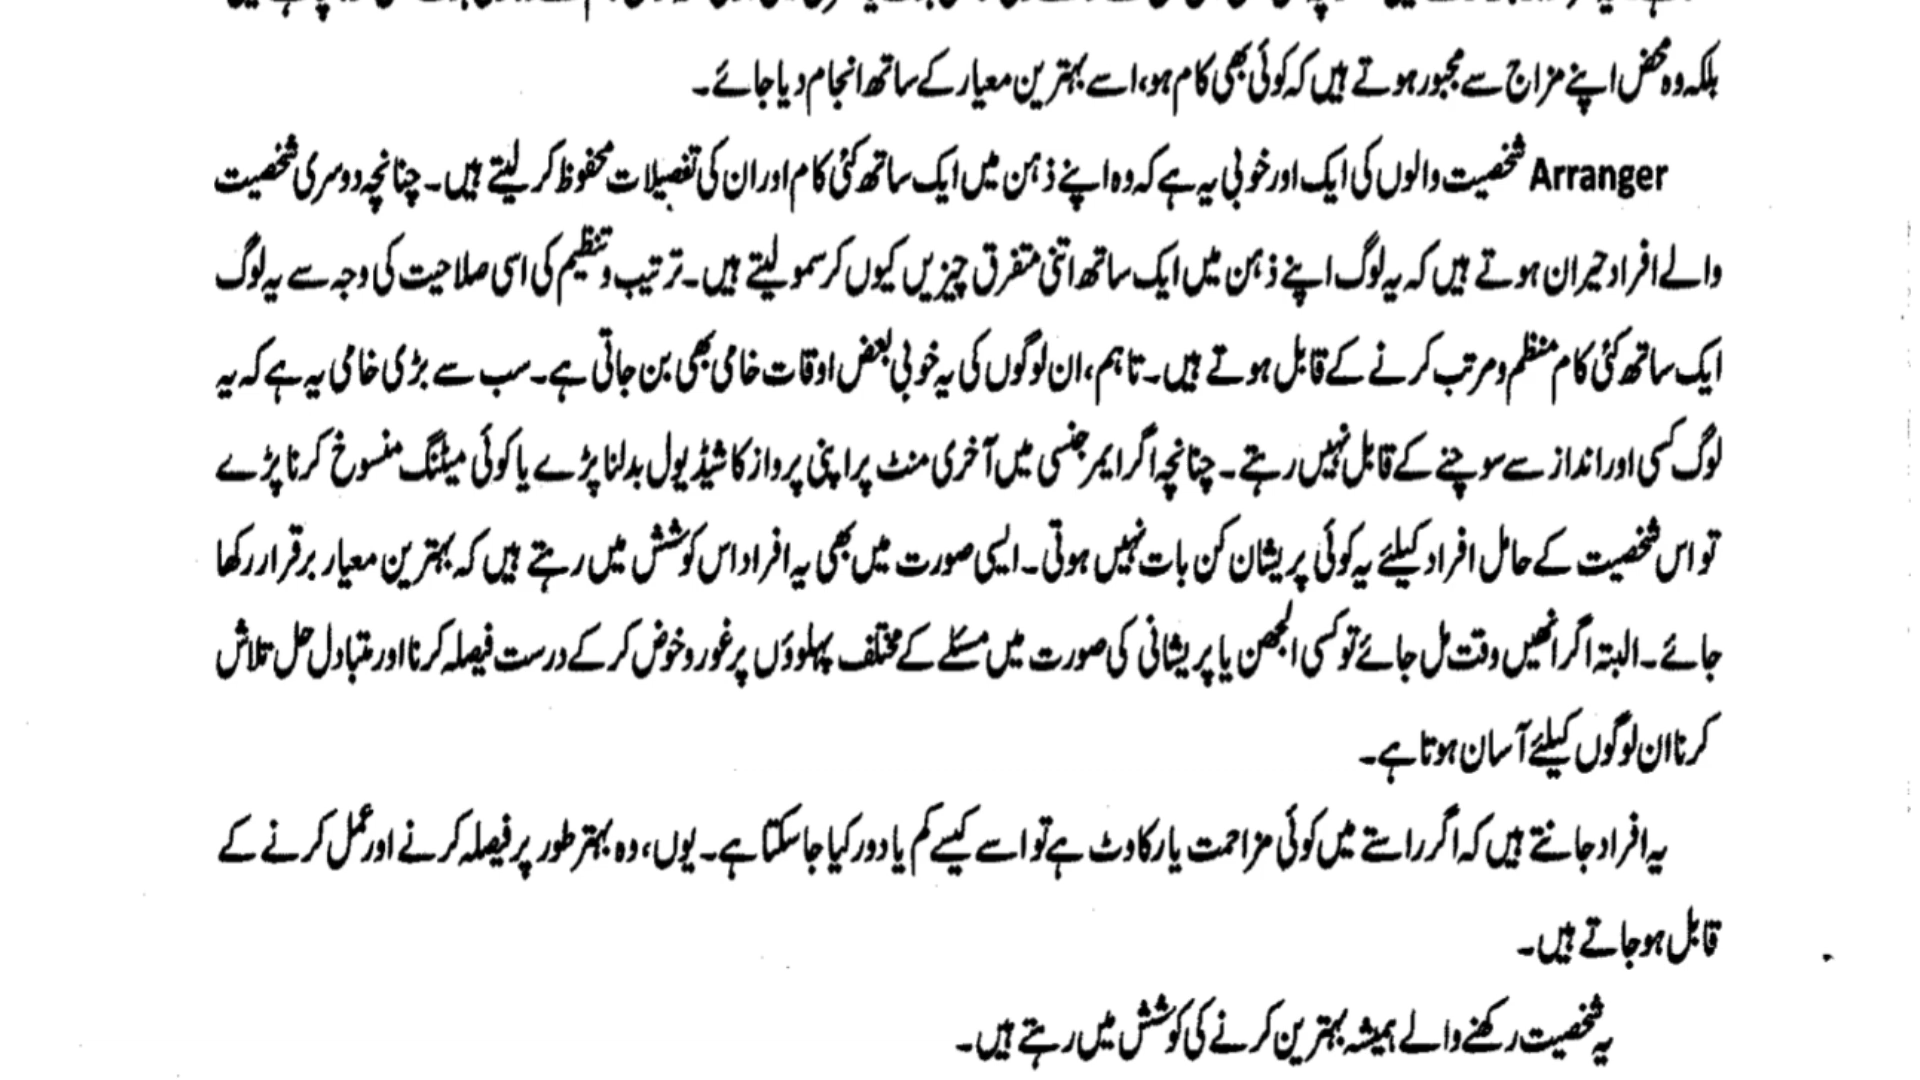 بلکہ وہ محض اپنے مزاج سے مجبور ہوتے ہیں کہ کوئی بھی کام ہو، اسے بہترین معیار کے ساتھ انجام دیا جائے۔
Arranger شخصیت والوں کی ایک اور خوبی یہ ہے کہ وہ اپنے ذہن میں ایک ساتھ کئی کام اور ان کی تفصیلات محفوظ کر لیتے ہیں۔ چنانچہ دوسری شخصیت
والے افراد حیران ہوتے ہیں کہ یہ لوگ اپنے ذہن میں ایک ساتھ اتنی متفرق چیزیں کیوں کر سمو لیتے ہیں۔ ترتیب و تنظیم کی اسی صلاحیت کی وجہ سے یہ لوگ
ایک ساتھ کئی کام منظم و مرتب کرنے کے قابل ہوتے ہیں۔ تاہم، ان لوگوں کی یہ خوبی بعض اوقات خامی بھی بن جاتی ہے۔ سب سے بڑی خامی یہ ہے کہ یہ
لوگ کسی اور انداز سے سوچنے کے قابل نہیں رہتے۔ چنانچہ اگر ایمرجنسی میں آخری منٹ پر اپنی پرواز کا شیڈیول بدلنا پڑے یا کوئی میٹنگ منسوخ کرنا پڑے
تو اس شخصیت کے حامل افراد کیلئے یہ کوئی پریشان کن بات نہیں ہوتی۔ ایسی صورت میں بھی یہ افراد اس کوشش میں رہتے ہیں کہ بہترین معیار برقرار رکھا
جائے۔ البتہ اگر انھیں وقت مل جائے تو کسی الجھن یا پریشانی کی صورت میں مسئلے کے مختلف پہلوؤں پر غور و خوض کر کے درست فیصلہ کرنا اور متبادل حل تلاش
کرنا ان لوگوں کیلئے آسان ہوتا ہے۔
یہ افراد جانتے ہیں کہ اگر راستے میں کوئی مزاحمت یا رکاوٹ ہے تو اسے کیسے کم یا دور کیا جا سکتا ہے۔ یوں، وہ بہتر طور پر فیصلہ کرنے اور عمل کرنے کے
قابل ہو جاتے ہیں۔
یہ شخصیت رکھنے والے ہمیشہ بہترین کرنے کی کوشش میں رہتے ہیں۔